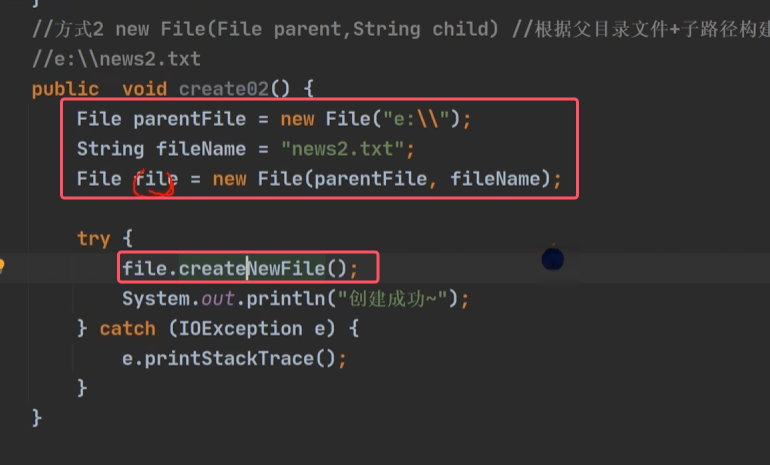 }
//方式2 new File(File parent,String child) //根据父目录文件+子路径构建
//e:\\news2.txt
public  void create02() {
File parentFile = new File("e:\\");
String fileName = "news2.txt";
File file = new File(parentFile, fileName);
try {
file.createNewFile();
System.out.println("创建成功~");
} catch (IOException e) {
e.printStackTrace();
}
}